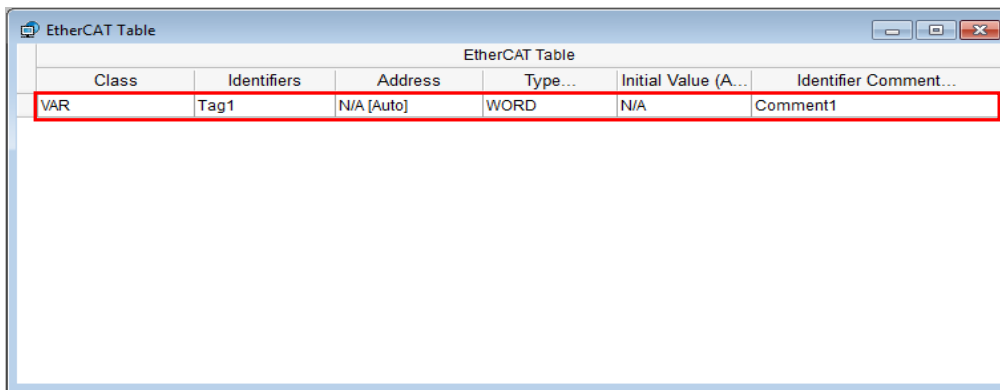 EtherCAT Table
EtherCAT Table
Class Identifiers Address Type... Initial Value (A... Identifier Comment...
VAR Tag1 N/A [Auto] WORD N/A Comment1